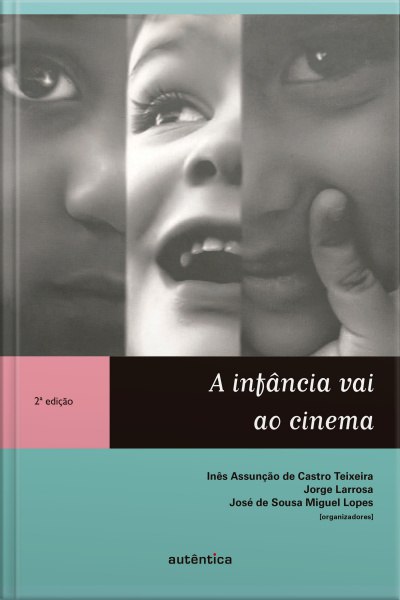 2ª edição
A infância vai
ao cinema
Inês Assunção de Castro Teixeira
Jorge Larrosa
José de Sousa Miguel Lopes
[organizadores]
autêntica